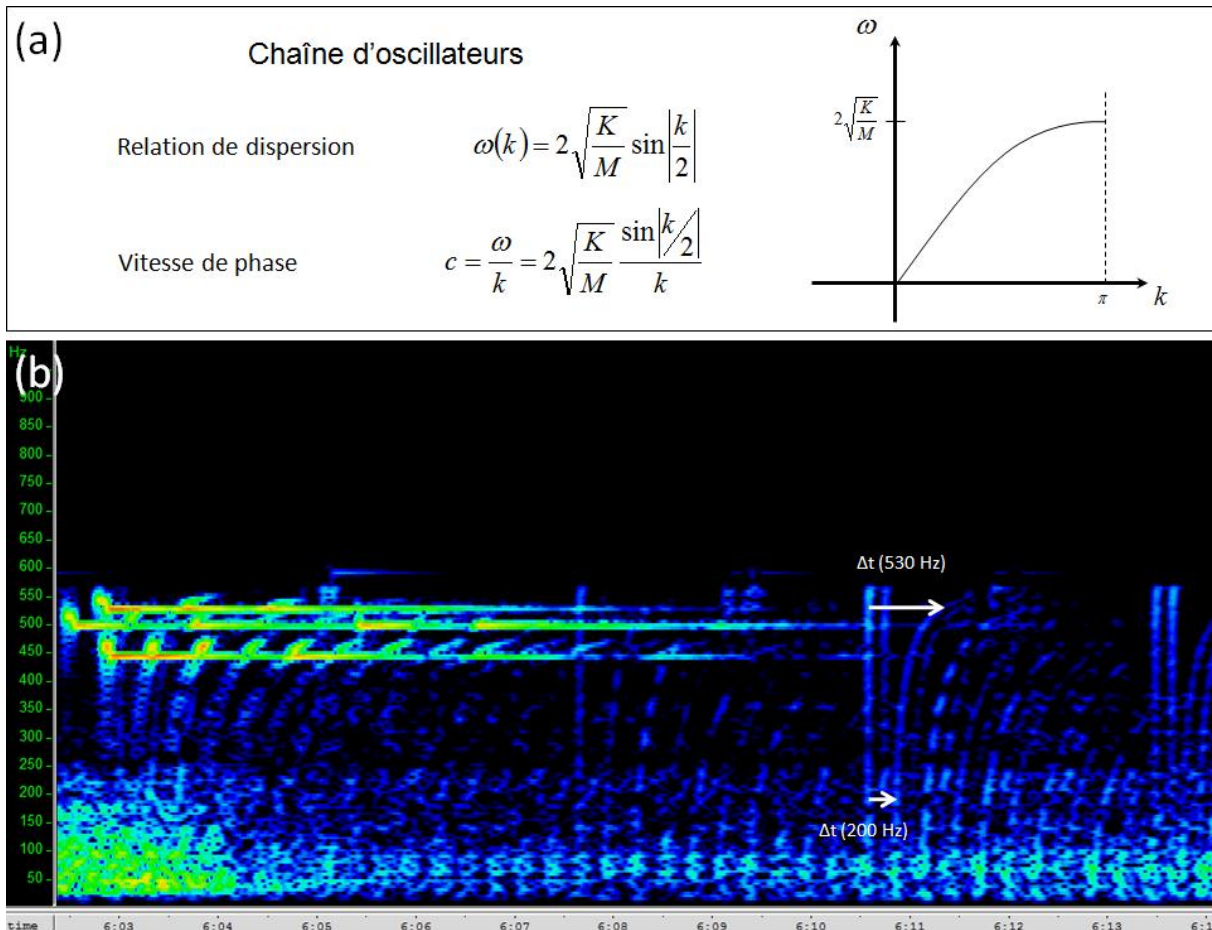 (a)
Chaîne d'oscillateurs
Relation de dispersion
ω(k) = 2√(K/M) sin|k/2|
Vitesse de phase
c = ω/k = 2√(K/M) sin|k/2|/k
ω
2√(K/M)
π
k
(b)
Hz
900
850
800
750
700
650
600
550
500
450
400
350
300
250
200
150
100
50
Δt (530 Hz)
Δt (200 Hz)
time 6:03 6:04 6:05 6:06 6:07 6:08 6:09 6:10 6:11 6:12 6:13